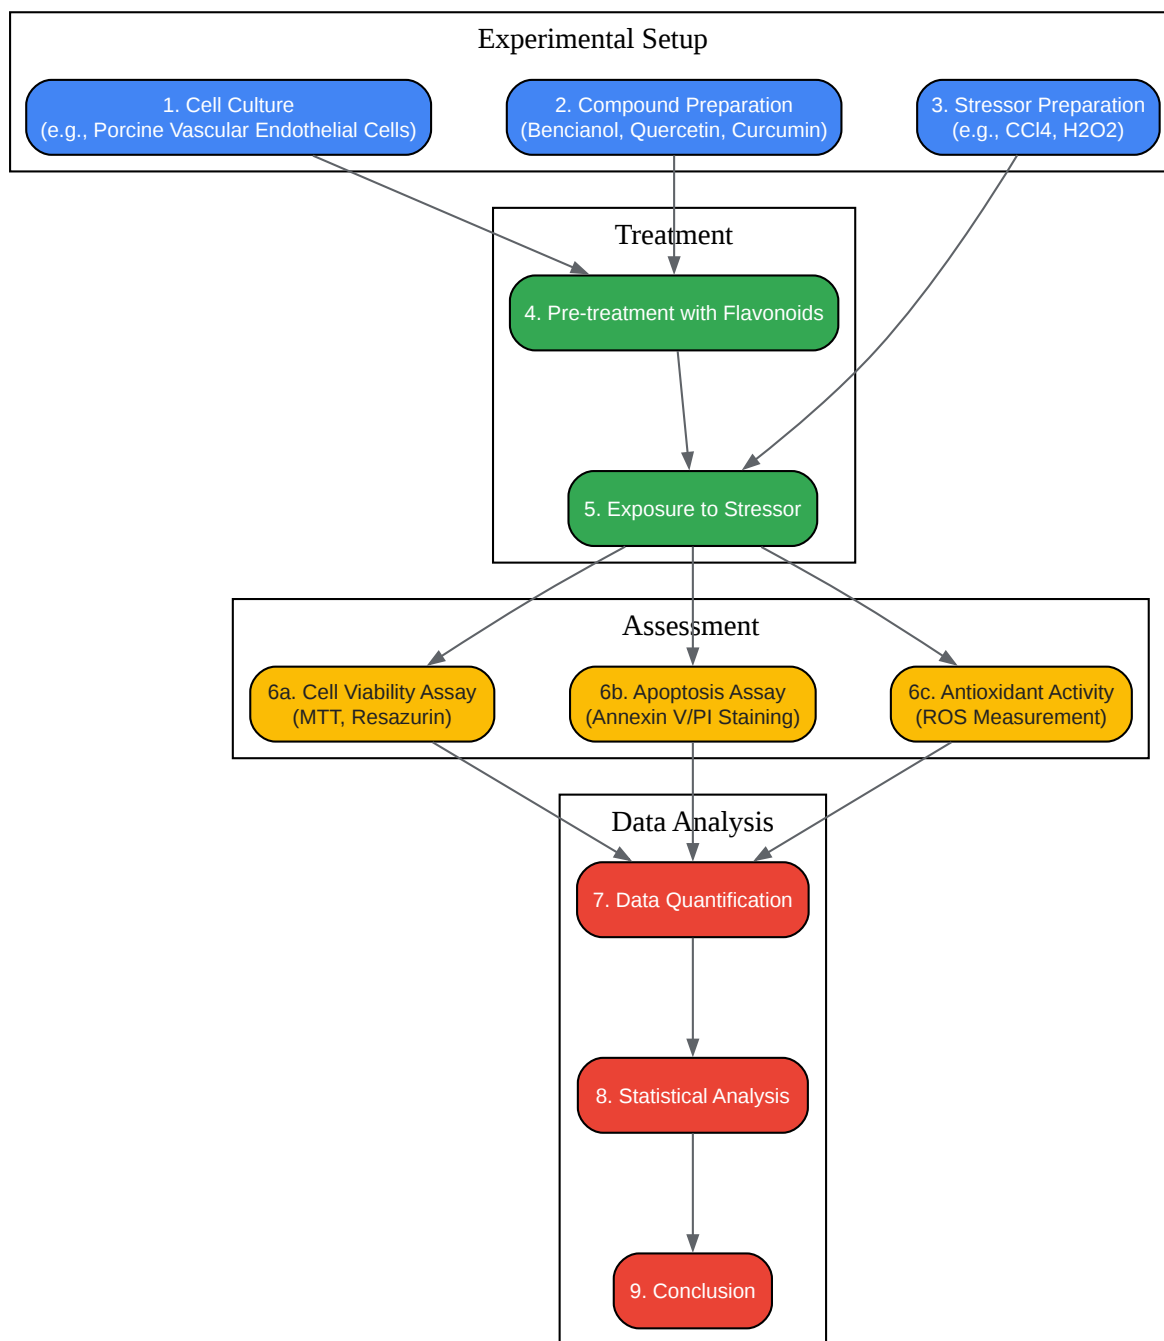 Experimental Setup
1. Cell Culture
(e.g., Porcine Vascular Endothelial Cells)
2. Compound Preparation
(Bencianol, Quercetin, Curcumin)
3. Stressor Preparation
(e.g., CCl4, H2O2)
Treatment
4. Pre-treatment with Flavonoids
5. Exposure to Stressor
Assessment
6a. Cell Viability Assay
(MTT, Resazurin)
6b. Apoptosis Assay
(Annexin V/PI Staining)
6c. Antioxidant Activity
(ROS Measurement)
Data Analysis
7. Data Quantification
8. Statistical Analysis
9. Conclusion